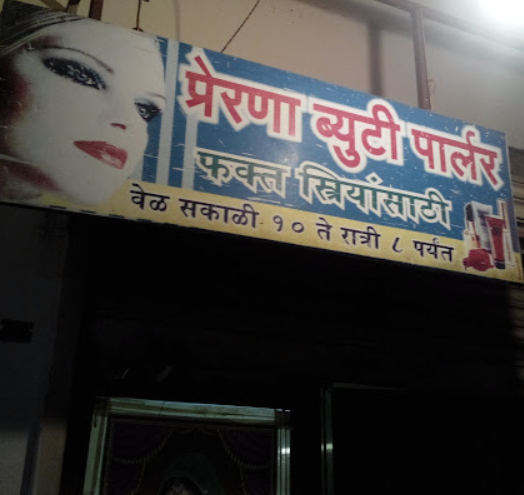 प्रेरणा ब्युटी पार्लर
फक्त स्त्रियांसाठी
वेळ सकाळी. १० ते रात्री ८ पर्यंत